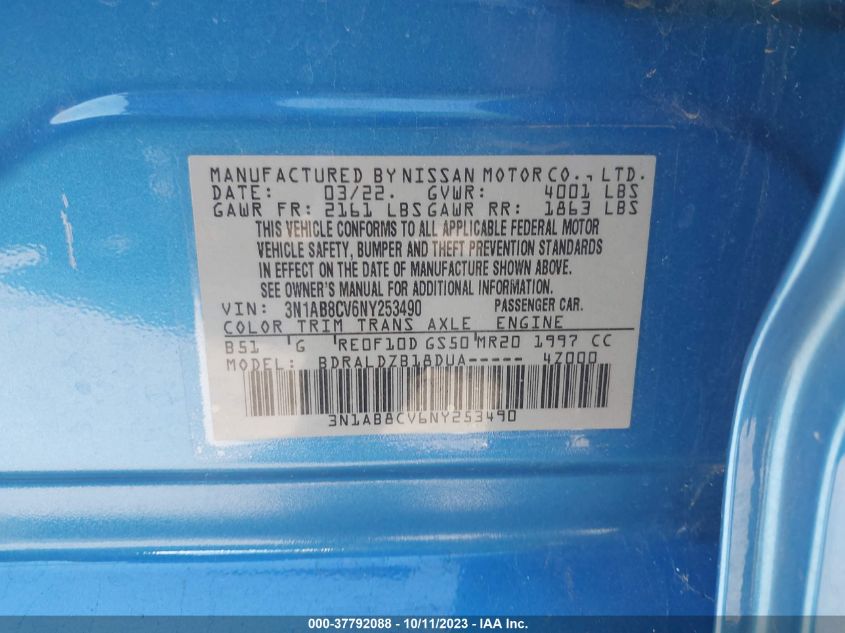 MANUFACTURED BY NISSAN MOTOR CO., LTD.
DATE: 03/22. GVWR: 4001 LBS
GAWR FR: 2161 LBS GAWR RR: 1863 LBS
THIS VEHICLE CONFORMS TO ALL APPLICABLE FEDERAL MOTOR
VEHICLE SAFETY, BUMPER AND THEFT PREVENTION STANDARDS
IN EFFECT ON THE DATE OF MANUFACTURE SHOWN ABOVE.
SEE OWNER'S MANUAL FOR ADDITIONAL INFORMATION.
VIN: 3N1AB8CV6NY253490 PASSENGER CAR.
COLOR TRIM TRANS AXLE ENGINE
B51 G RE0F10D GS50 MR20 1997 CC
MODEL: BDRALDZB18DUA----- 4Z000
3N1AB8CV6NY253490
000-37792088 - 10/11/2023 - IAAI.com